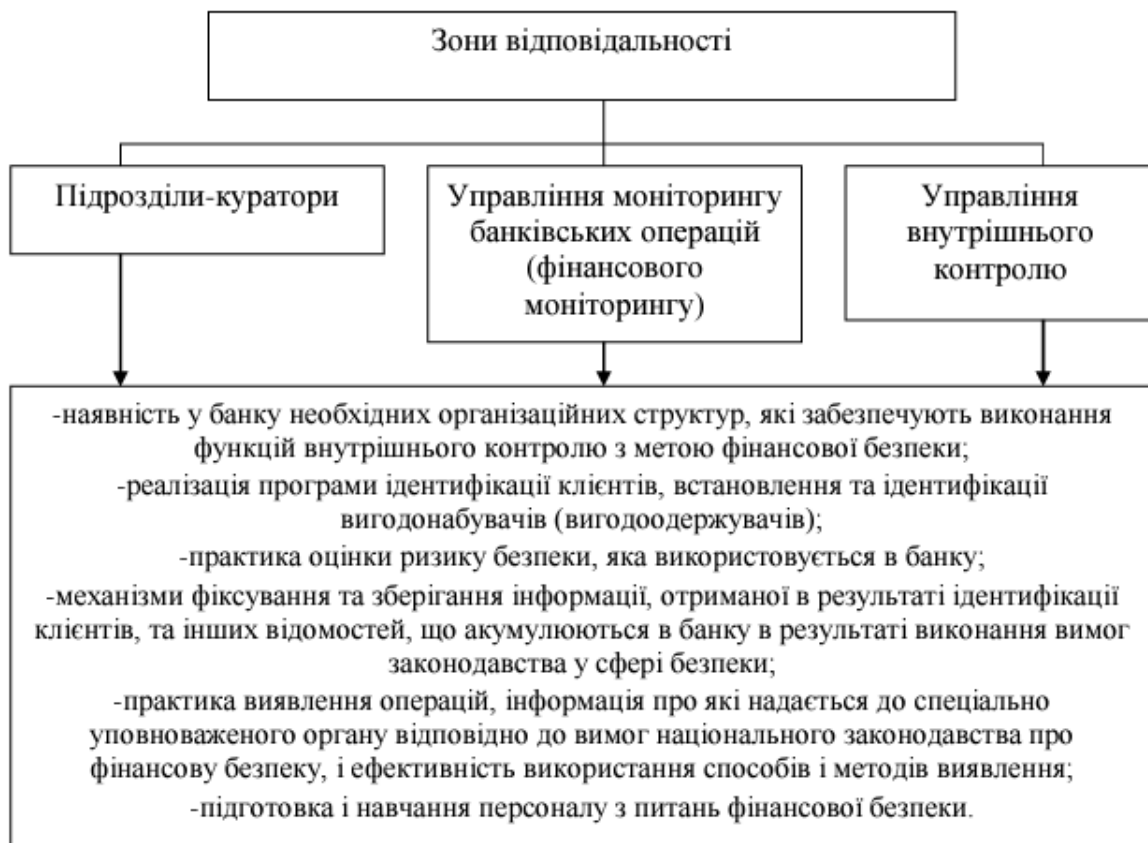 Зони відповідальності
Підрозділи-куратори
Управління моніторингу
банківських операцій
(фінансового
моніторингу)
Управління
внутрішнього
контролю
-наявність у банку необхідних організаційних структур, які забезпечують виконання
функцій внутрішнього контролю з метою фінансової безпеки;
-реалізація програми ідентифікації клієнтів, встановлення та ідентифікації
вигодонабувачів (вигодоодержувачів);
-практика оцінки ризику безпеки, яка використовується в банку;
-механізми фіксування та зберігання інформації, отриманої в результаті ідентифікації
клієнтів, та інших відомостей, що акумулюються в банку в результаті виконання вимог
законодавства у сфері безпеки;
-практика виявлення операцій, інформація про які надається до спеціально
уповноваженого органу відповідно до вимог національного законодавства про
фінансову безпеку, і ефективність використання способів і методів виявлення;
-підготовка і навчання персоналу з питань фінансової безпеки.